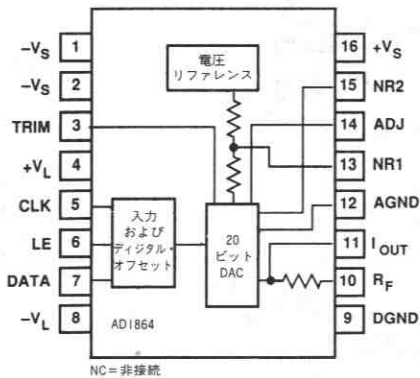 -VS 1
-VS 2
TRIM 3
+VL 4
CLK 5
LE 6
DATA 7
-VL 8
16 +VS
15 NR2
14 ADJ
13 NR1
12 AGND
11 IOUT
10 RF
9 DGND
電圧
リファレンス
入力
および
ディジタル・
オフセット
20
ビット
DAC
AD1864
NC=非接続